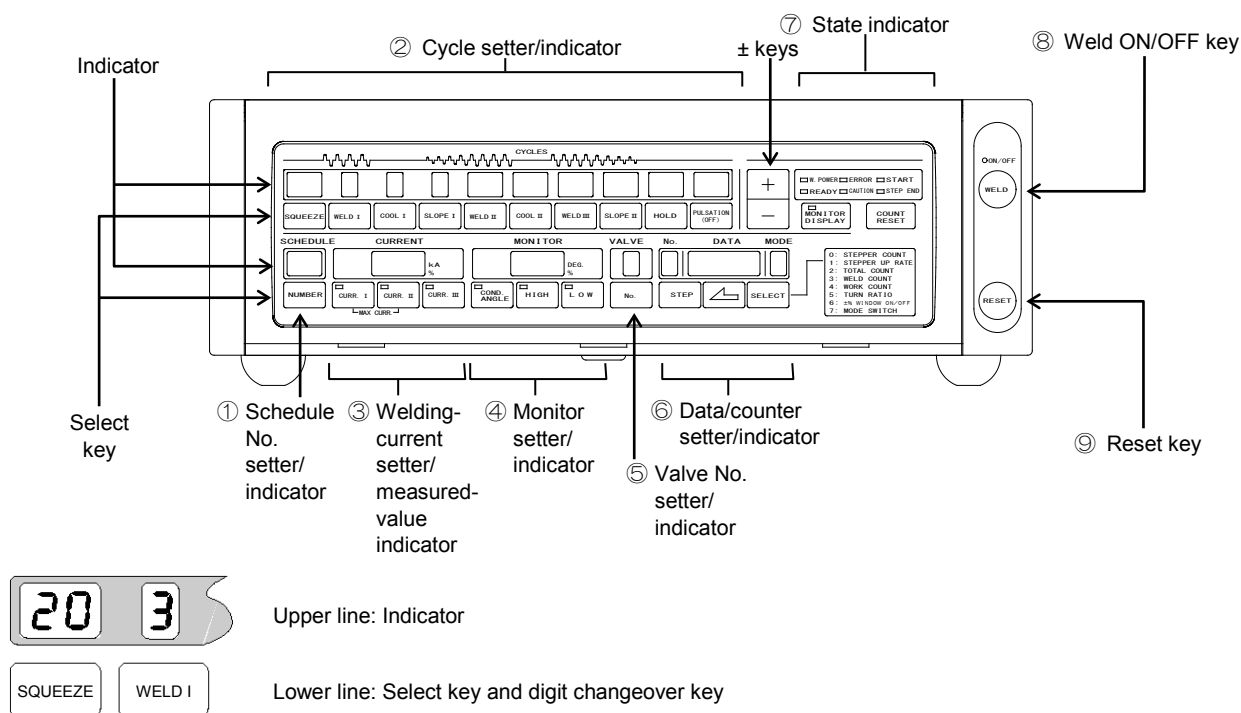 ⑦ State indicator
② Cycle setter/indicator
± keys
⑧ Weld ON/OFF key
Indicator
CYCLES
ON/OFF
WELD
+
W. POWER ERROR START
READY CAUTION STEP END
SQUEEZE WELD I COOL I SLOPE I WELD II COOL II WELD III SLOPE II HOLD PULSATION (OFF)
−
MONITOR DISPLAY
COUNT RESET
SCHEDULE CURRENT MONITOR VALVE No. DATA MODE
kA
%
DEG.
%
0: STEPPER COUNT
1: STEPPER UP RATE
2: TOTAL COUNT
3: WELD COUNT
4: WORK COUNT
5: TURN RATIO
6: ±% WINDOW ON/OFF
7: MODE SWITCH
NUMBER CURR. I CURR. II CURR. III COND. ANGLE HIGH LOW No. STEP SELECT
MAX CURR.
RESET
Select
key
① Schedule
No.
setter/
indicator
③ Welding-
current
setter/
measured-
value
indicator
④ Monitor
setter/
indicator
⑤ Valve No.
setter/
indicator
⑥ Data/counter
setter/indicator
⑨ Reset key
20 3
Upper line: Indicator
SQUEEZE WELD I
Lower line: Select key and digit changeover key